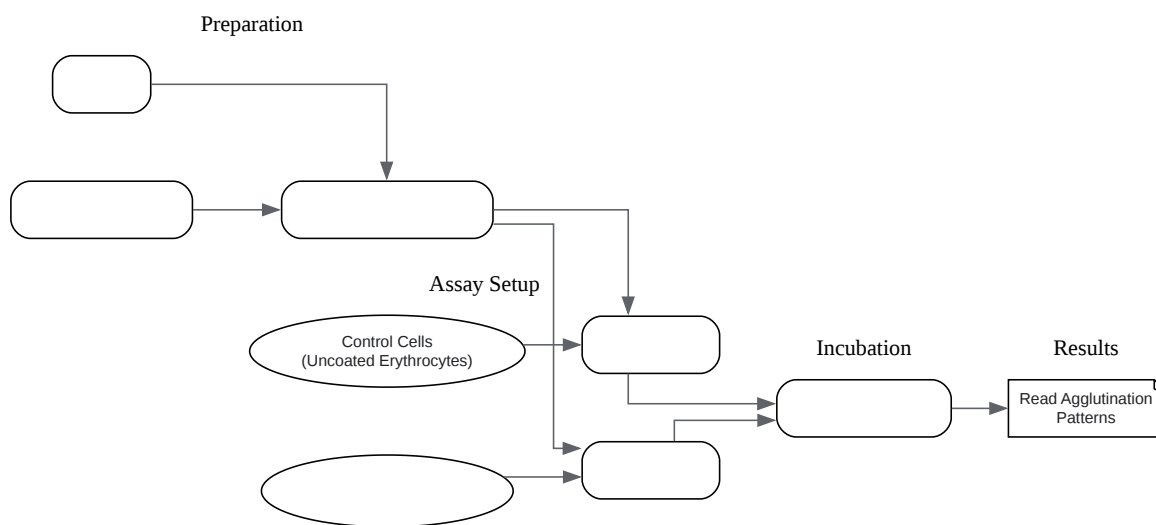 Preparation
Assay Setup
Control Cells
(Uncoated Erythrocytes)
Incubation
Results
Read Agglutination
Patterns